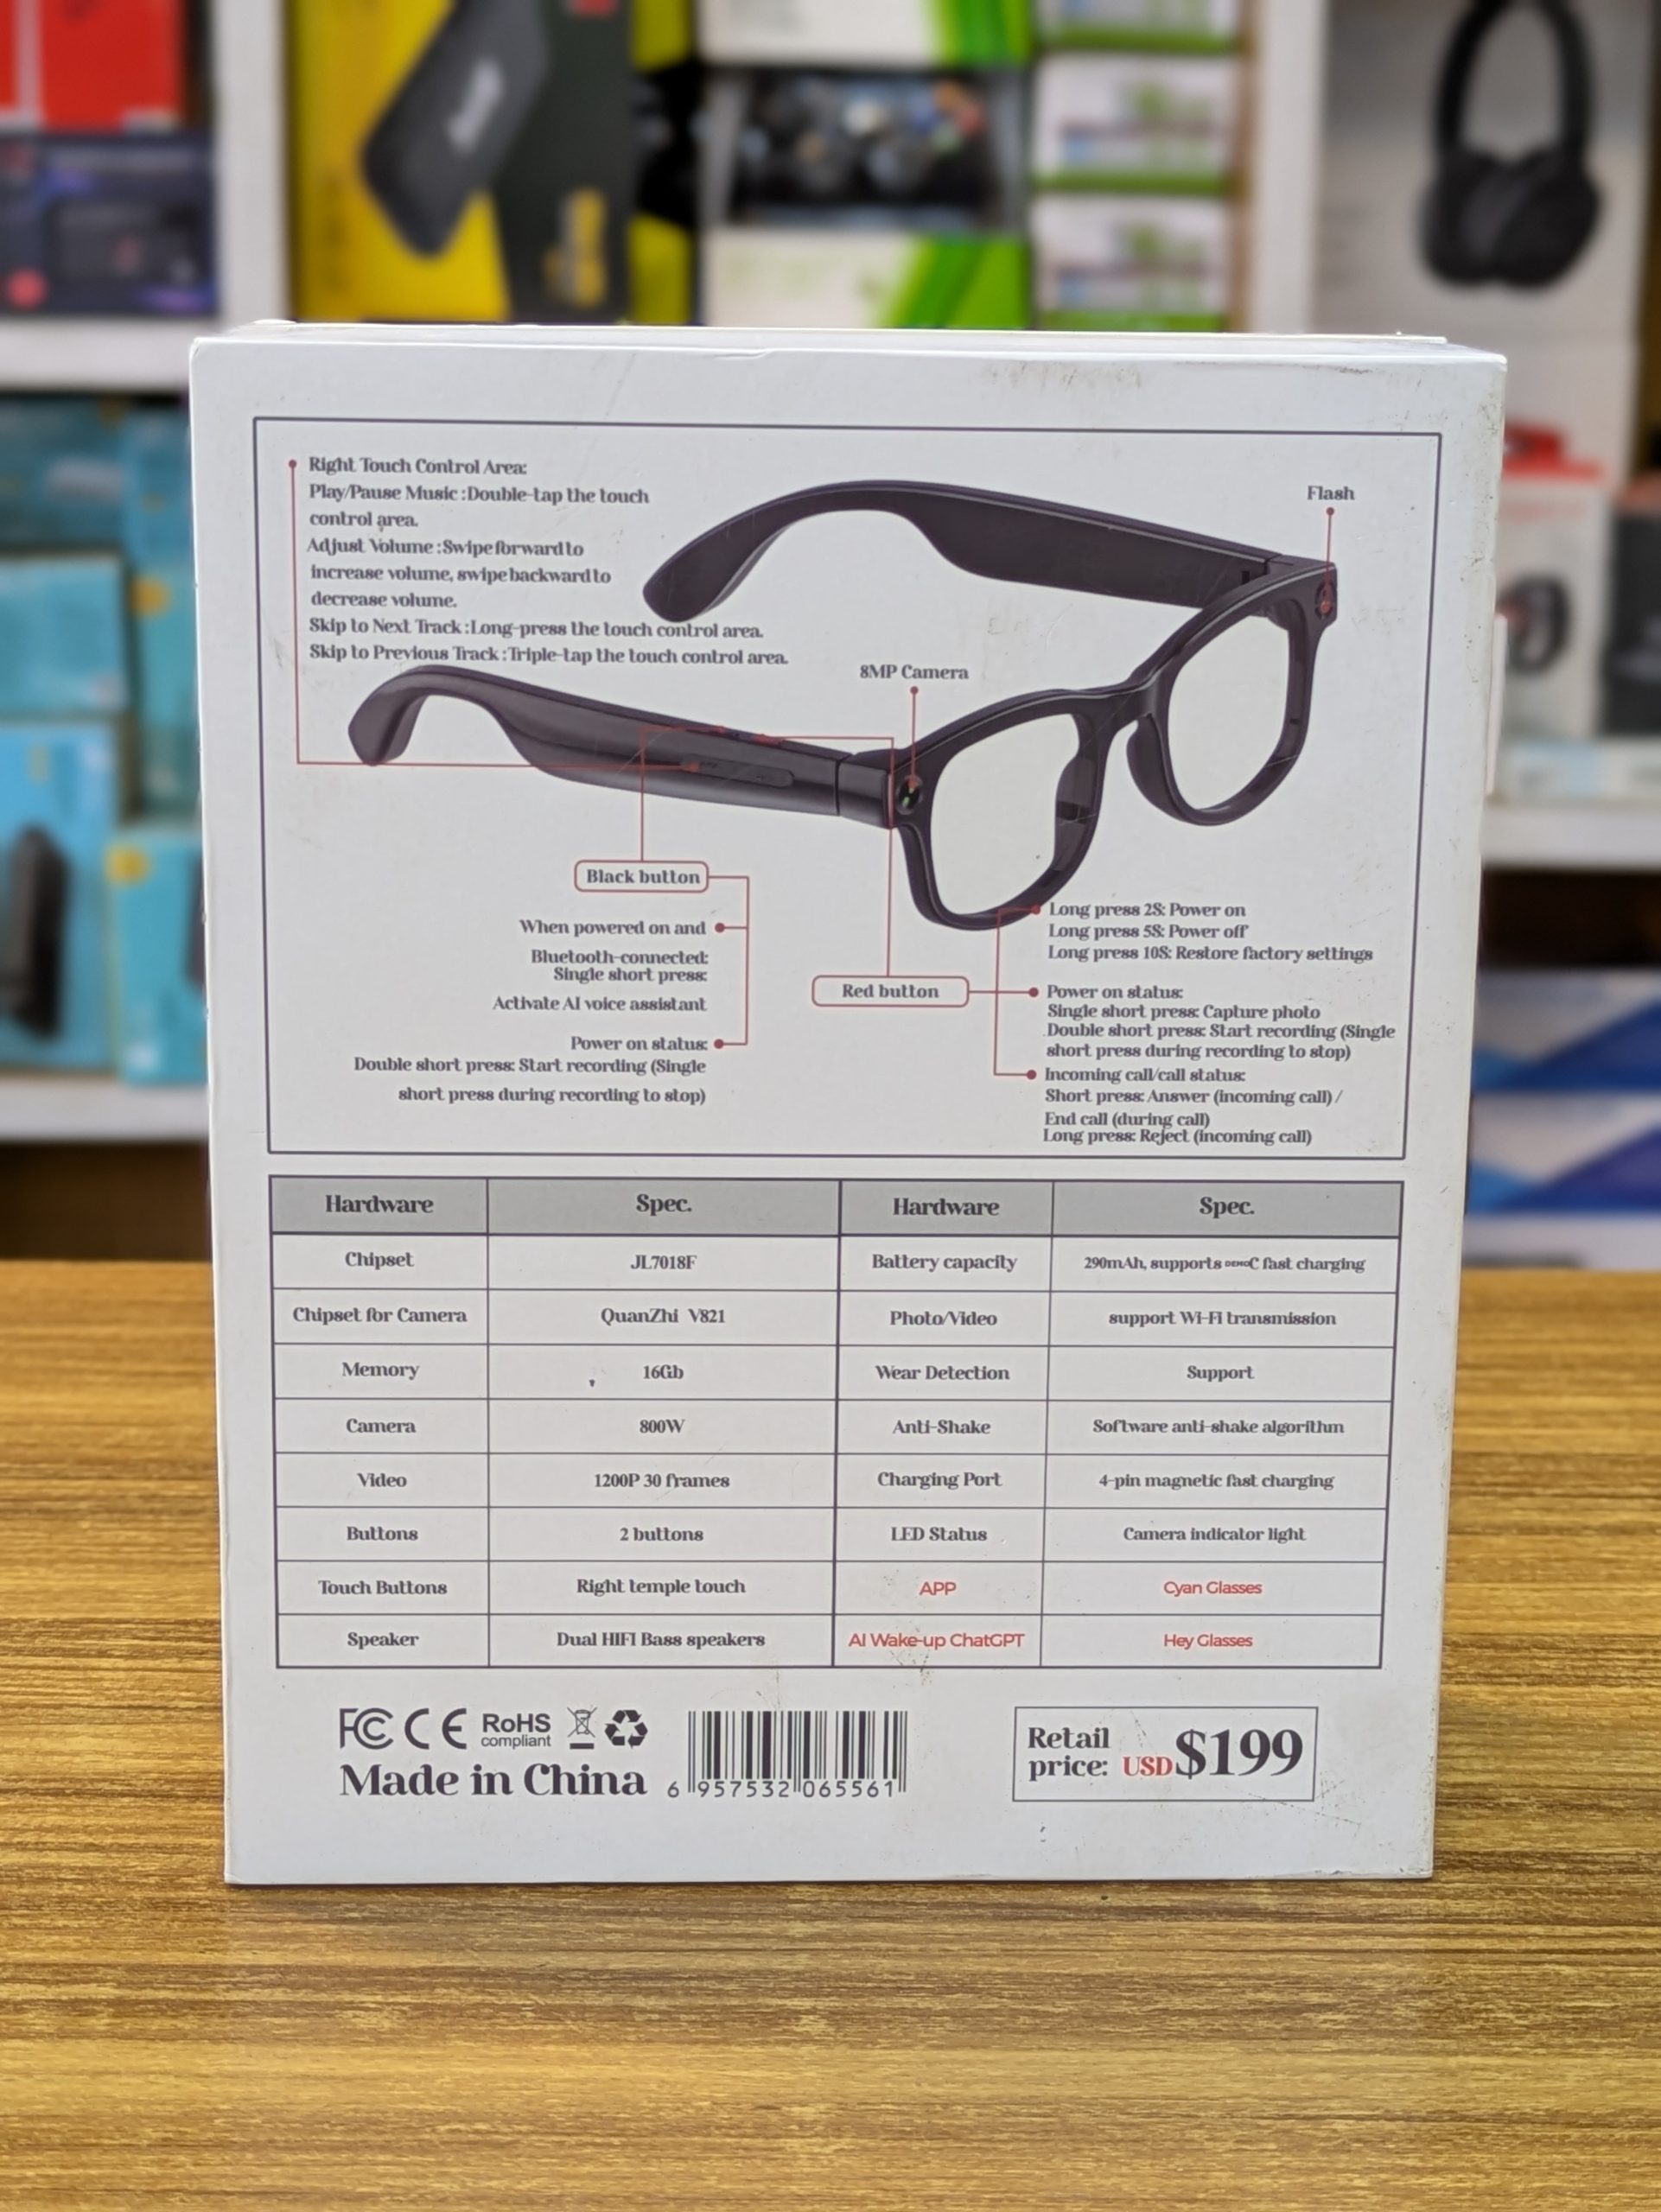 Right Touch Control Area:
Play/Pause Music :Double-tap the touch
control area.
Adjust Volume :Swipe forward to
increase volume, swipe backward to
decrease volume.
Skip to Next Track :Long-press the touch control area.
Skip to Previous Track :Triple-tap the touch control area.
Flash
8MP Camera
Black button
When powered on and
Bluetooth-connected:
Single short press:
Activate AI voice assistant
Power on status:
Double short press: Start recording (Single
short press during recording to stop)
Red button
Long press 2S: Power on
Long press 5S: Power off
Long press 10S: Restore factory settings
Power on status:
Single short press: Capture photo
Double short press: Start recording (Single
short press during recording to stop)
Incoming call/call status:
Short press: Answer (incoming call) /
End call (during call)
Long press: Reject (incoming call)
Hardware Spec. Hardware Spec.
Chipset JL7018F Battery capacity 290mAh, supports DEMOC fast charging
Chipset for Camera QuanZhi V821 Photo/Video support Wi-Fi transmission
Memory 16Gb Wear Detection Support
Camera 800W Anti-Shake Software anti-shake algorithm
Video 1200P 30 frames Charging Port 4-pin magnetic fast charging
Buttons 2 buttons LED Status Camera indicator light
Touch Buttons Right temple touch APP Cyan Glasses
Speaker Dual HIFI Bass speakers AI Wake-up ChatGPT Hey Glasses
FC CE RoHS
compliant
Made in China
6 957532 065561
Retail
price: USD $199